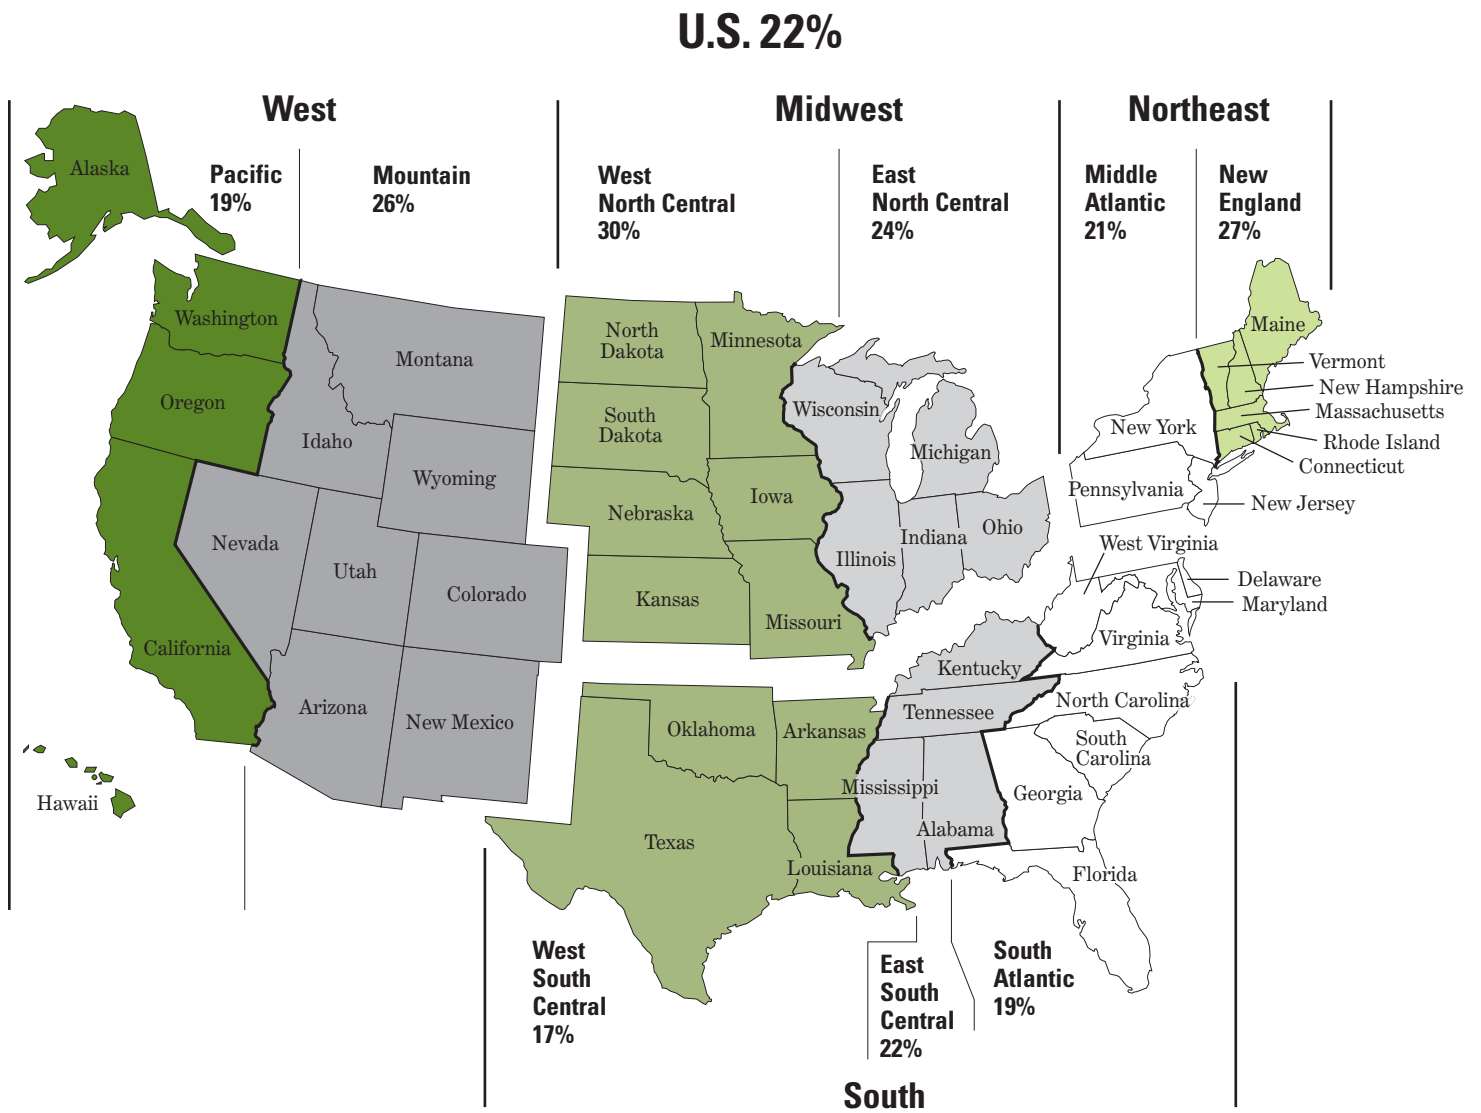 U.S. 22%
West
Midwest
Northeast
Pacific
19%
Mountain
26%
West
North Central
30%
East
North Central
24%
Middle
Atlantic
21%
New
England
27%
Alaska
Washington
Oregon
California
Hawaii
Montana
Idaho
Wyoming
Nevada
Utah
Colorado
Arizona
New Mexico
North
Dakota
Minnesota
South
Dakota
Iowa
Nebraska
Kansas
Missouri
Wisconsin
Michigan
Illinois
Indiana
Ohio
Maine
Vermont
New Hampshire
Massachusetts
Rhode Island
Connecticut
New York
Pennsylvania
New Jersey
West Virginia
Delaware
Maryland
Virginia
Kentucky
North Carolina
Tennessee
South
Carolina
Oklahoma
Arkansas
Mississippi
Alabama
Georgia
Texas
Louisiana
Florida
West
South
Central
17%
East
South
Central
22%
South
Atlantic
19%
South